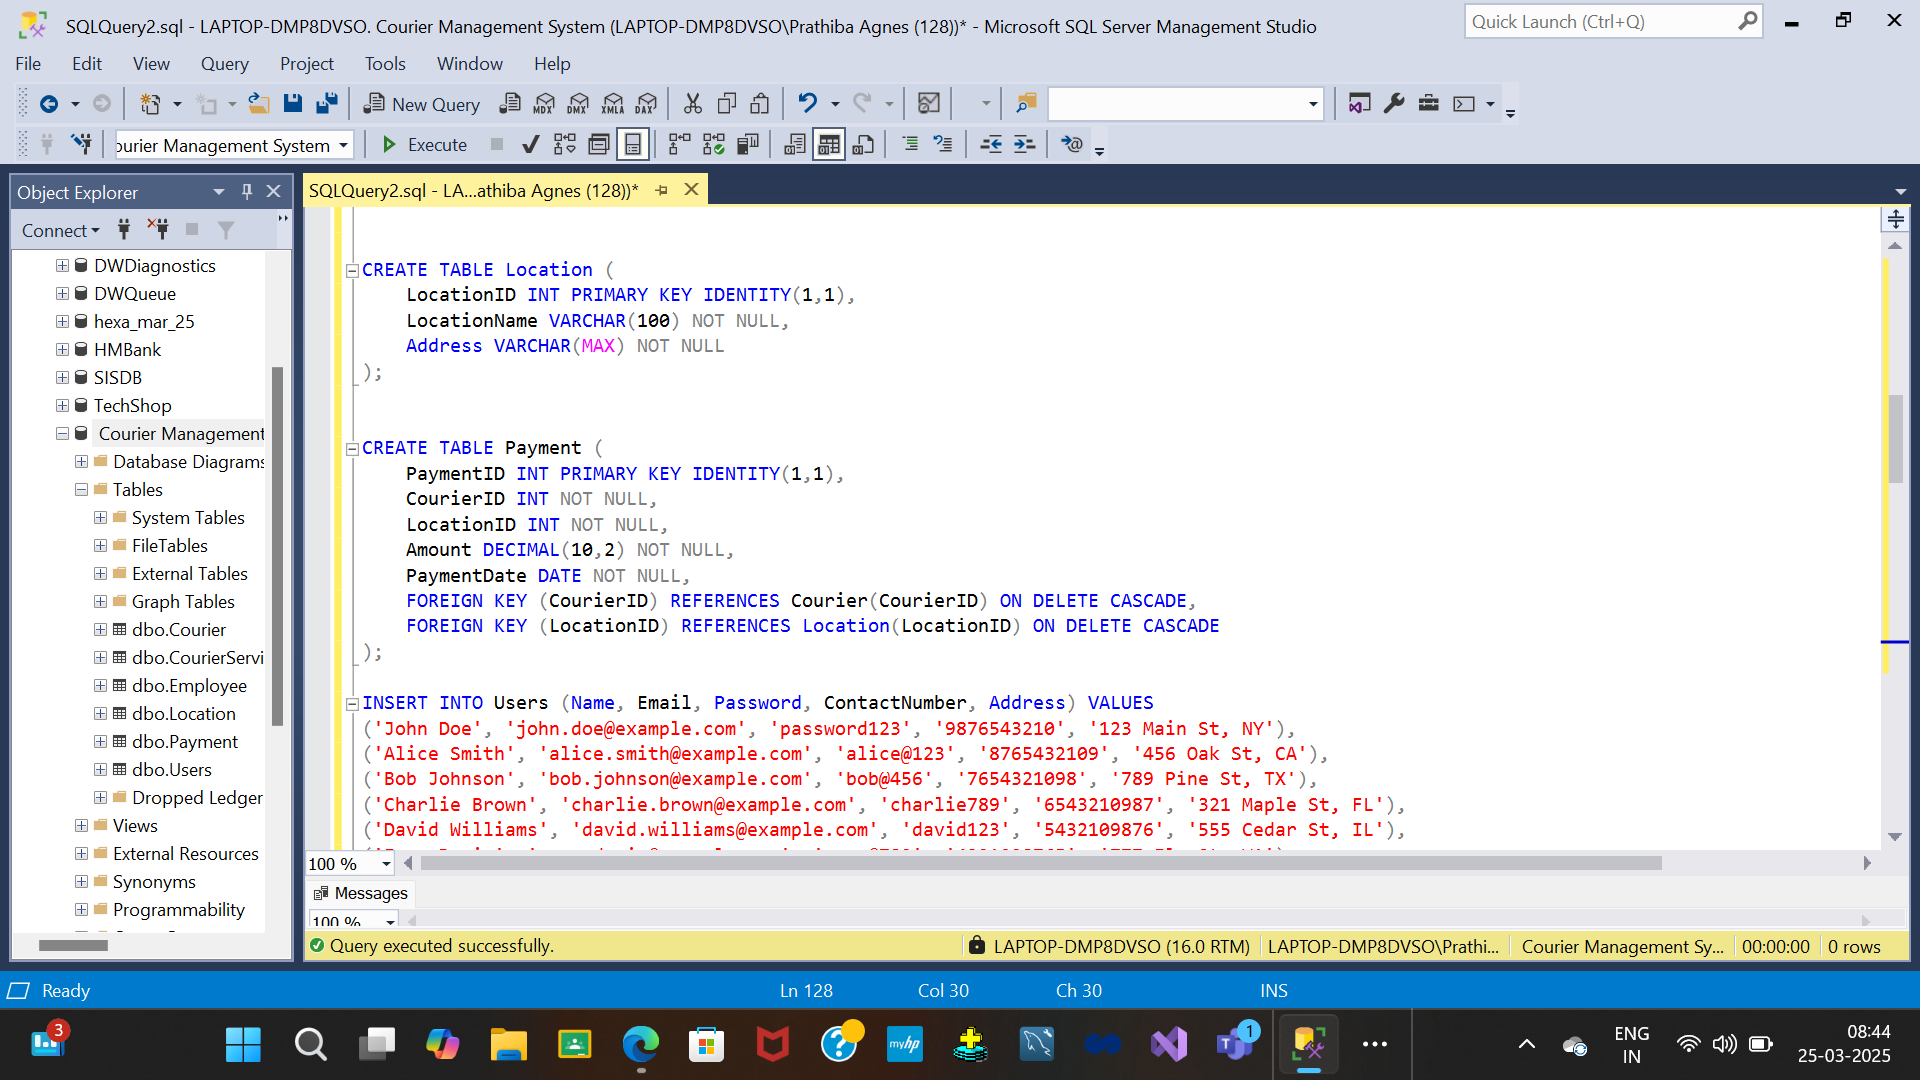 SQLQuery2.sql - LAPTOP-DMP8DVSO. Courier Management System (LAPTOP-DMP8DVSO\Prathiba Agnes (128))* - Microsoft SQL Server Management Studio
Quick Launch (Ctrl+Q)
File Edit View Query Project Tools Window Help
New Query MDX DMX XMLA DAX
ourier Management System Execute
Object Explorer
SQLQuery2.sql - LA...athiba Agnes (128))*
Connect
DWDiagnostics
DWQueue
hexa_mar_25
HMBank
SISDB
TechShop
Courier Management
Database Diagrams
Tables
System Tables
FileTables
External Tables
Graph Tables
dbo.Courier
dbo.CourierServi
dbo.Employee
dbo.Location
dbo.Payment
dbo.Users
Dropped Ledger
Views
External Resources
Synonyms
Programmability
CREATE TABLE Location (
LocationID INT PRIMARY KEY IDENTITY(1,1),
LocationName VARCHAR(100) NOT NULL,
Address VARCHAR(MAX) NOT NULL
);
CREATE TABLE Payment (
PaymentID INT PRIMARY KEY IDENTITY(1,1),
CourierID INT NOT NULL,
LocationID INT NOT NULL,
Amount DECIMAL(10,2) NOT NULL,
PaymentDate DATE NOT NULL,
FOREIGN KEY (CourierID) REFERENCES Courier(CourierID) ON DELETE CASCADE,
FOREIGN KEY (LocationID) REFERENCES Location(LocationID) ON DELETE CASCADE
);
INSERT INTO Users (Name, Email, Password, ContactNumber, Address) VALUES
('John Doe', 'john.doe@example.com', 'password123', '9876543210', '123 Main St, NY'),
('Alice Smith', 'alice.smith@example.com', 'alice@123', '8765432109', '456 Oak St, CA'),
('Bob Johnson', 'bob.johnson@example.com', 'bob@456', '7654321098', '789 Pine St, TX'),
('Charlie Brown', 'charlie.brown@example.com', 'charlie789', '6543210987', '321 Maple St, FL'),
('David Williams', 'david.williams@example.com', 'david123', '5432109876', '555 Cedar St, IL'),
100 %
Messages
100 %
Query executed successfully. LAPTOP-DMP8DVSO (16.0 RTM) LAPTOP-DMP8DVSO\Prathi... Courier Management Sy... 00:00:00 0 rows
Ready Ln 128 Col 30 Ch 30 INS
3
myhp
1
ENG
IN
08:44
25-03-2025